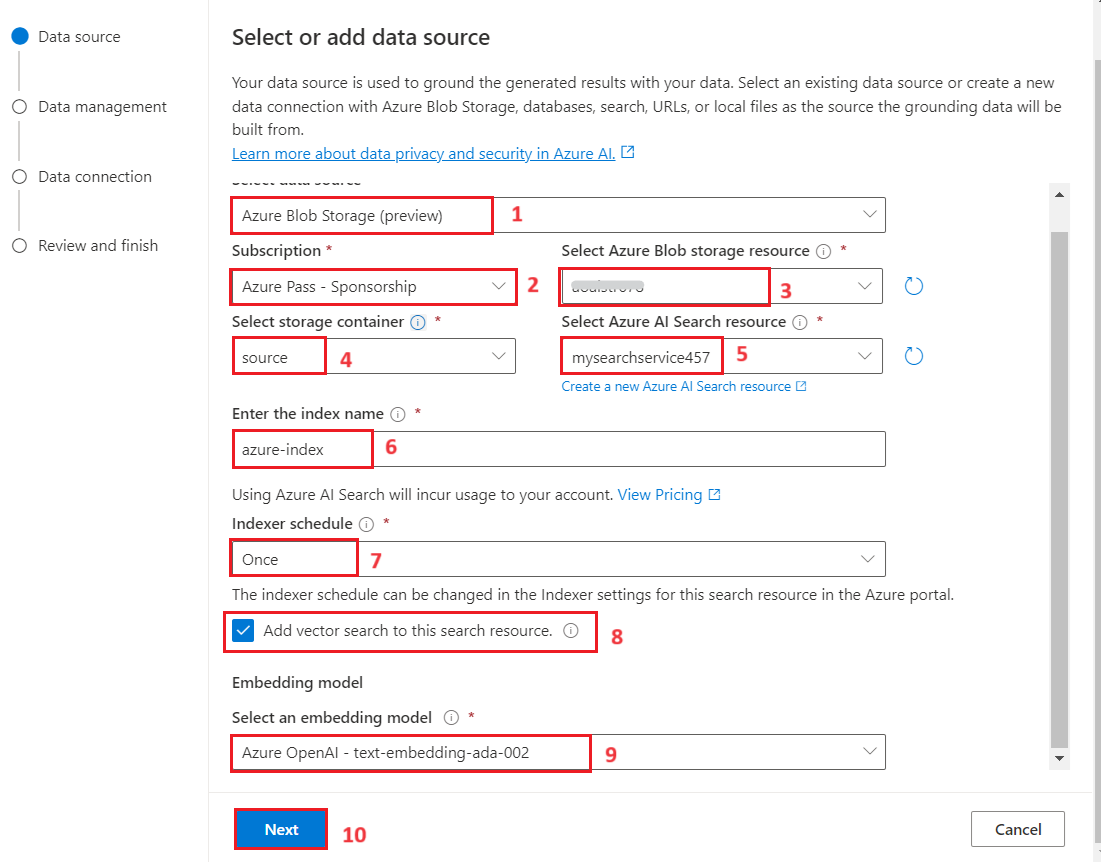 Data source
Data management
Data connection
Review and finish
Select or add data source
Your data source is used to ground the generated results with your data. Select an existing data source or create a new
data connection with Azure Blob Storage, databases, search, URLs, or local files as the source the grounding data will be
built from.
Learn more about data privacy and security in Azure AI.
Select data source
Azure Blob Storage (preview) 1
Subscription * Select Azure Blob storage resource *
Azure Pass - Sponsorship 2 3
Select storage container * Select Azure AI Search resource *
source 4 mysearchservice457 5
Create a new Azure AI Search resource
Enter the index name *
azure-index 6
Using Azure AI Search will incur usage to your account. View Pricing
Indexer schedule *
Once 7
The indexer schedule can be changed in the Indexer settings for this search resource in the Azure portal.
Add vector search to this search resource. 8
Embedding model
Select an embedding model *
Azure OpenAI - text-embedding-ada-002 9
Next 10 Cancel